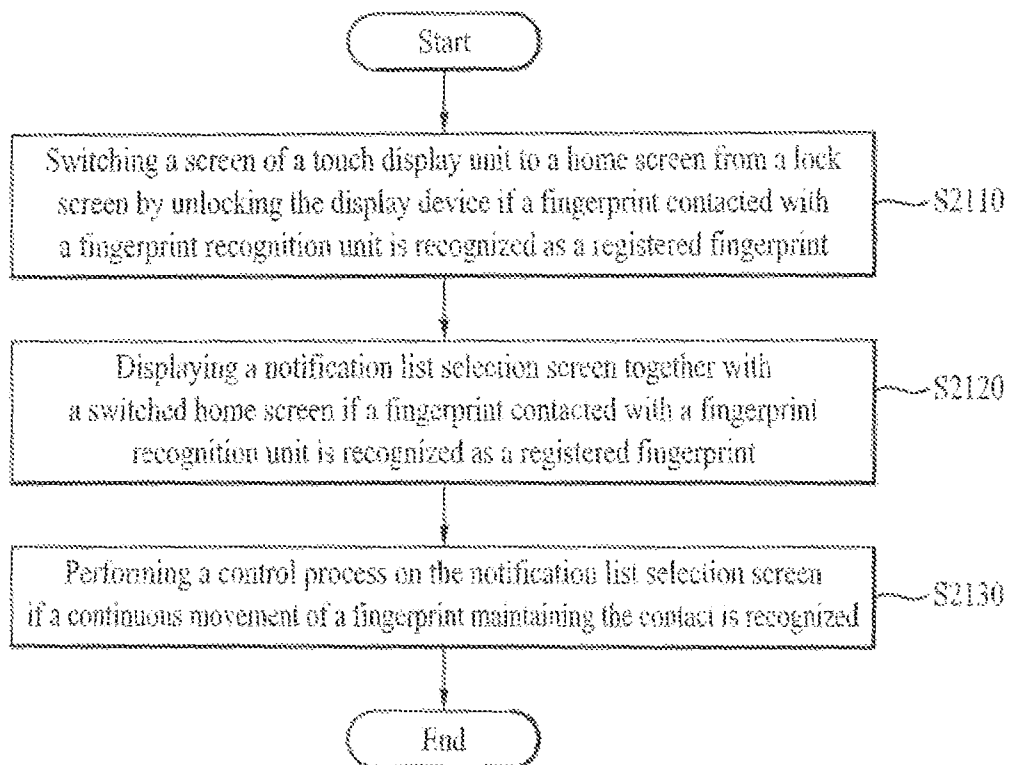 Start
Switching a screen of a touch display unit to a home screen from a lock
screen by unlocking the display device if a fingerprint contacted with
a fingerprint recognition unit is recognized as a registered fingerprint
S2110
Displaying a notification list selection screen together with
a switched home screen if a fingerprint contacted with a fingerprint
recognition unit is recognized as a registered fingerprint
S2120
Performing a control process on the notification list selection screen
if a continuous movement of a fingerprint maintaining the contact is recognized
S2130
End